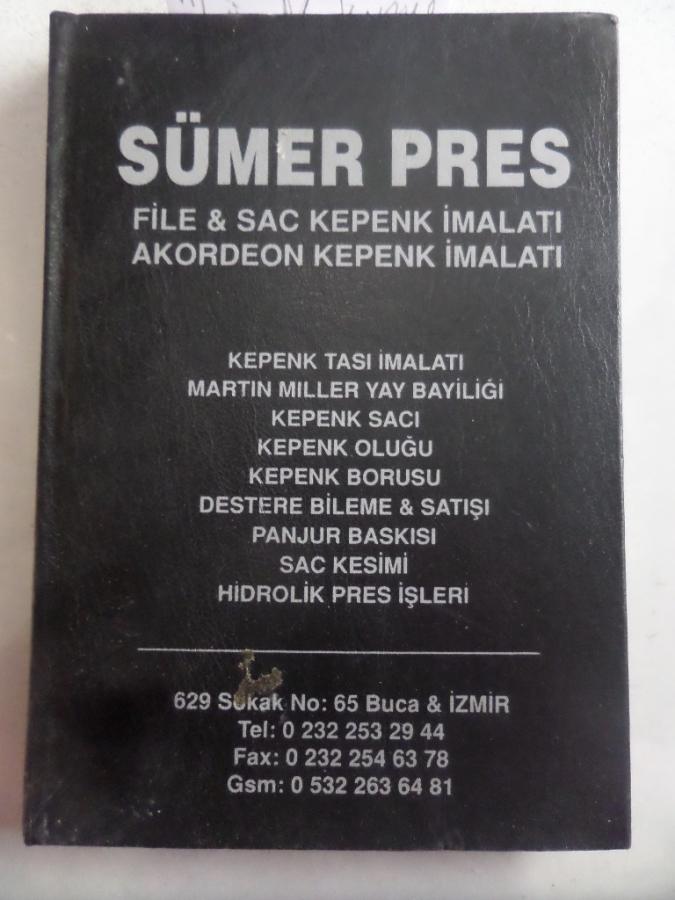 SÜMER PRES
FİLE & SAC KEPENK İMALATI
AKORDEON KEPENK İMALATI
KEPENK TASI İMALATI
MARTIN MILLER YAY BAYİLİĞİ
KEPENK SACI
KEPENK OLUĞU
KEPENK BORUSU
DESTERE BİLEME & SATIŞI
PANJUR BASKISI
SAC KESİMİ
HİDROLİK PRES İŞLERİ
629 Sokak No: 65 Buca & İZMİR
Tel: 0 232 253 29 44
Fax: 0 232 254 63 78
Gsm: 0 532 263 64 81